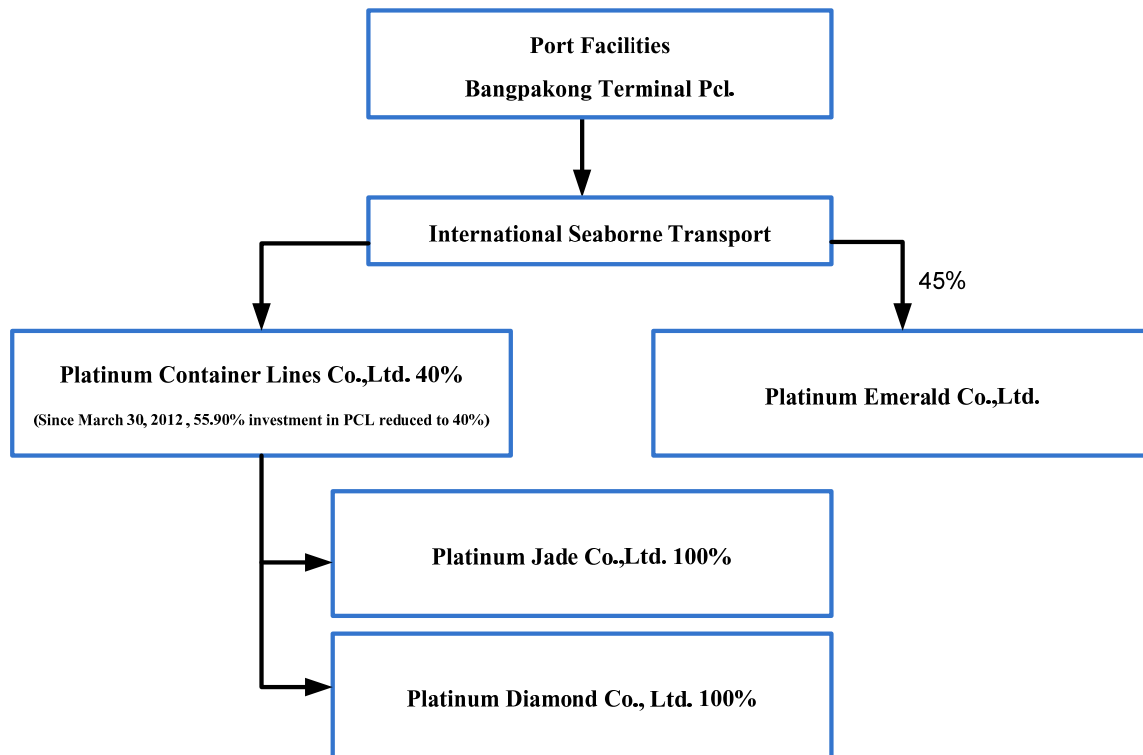 Port Facilities
Bangpakong Terminal Pcl.
International Seaborne Transport
45%
Platinum Container Lines Co.,Ltd. 40%
(Since March 30, 2012 , 55.90% investment in PCL reduced to 40%)
Platinum Emerald Co.,Ltd.
Platinum Jade Co.,Ltd. 100%
Platinum Diamond Co., Ltd. 100%